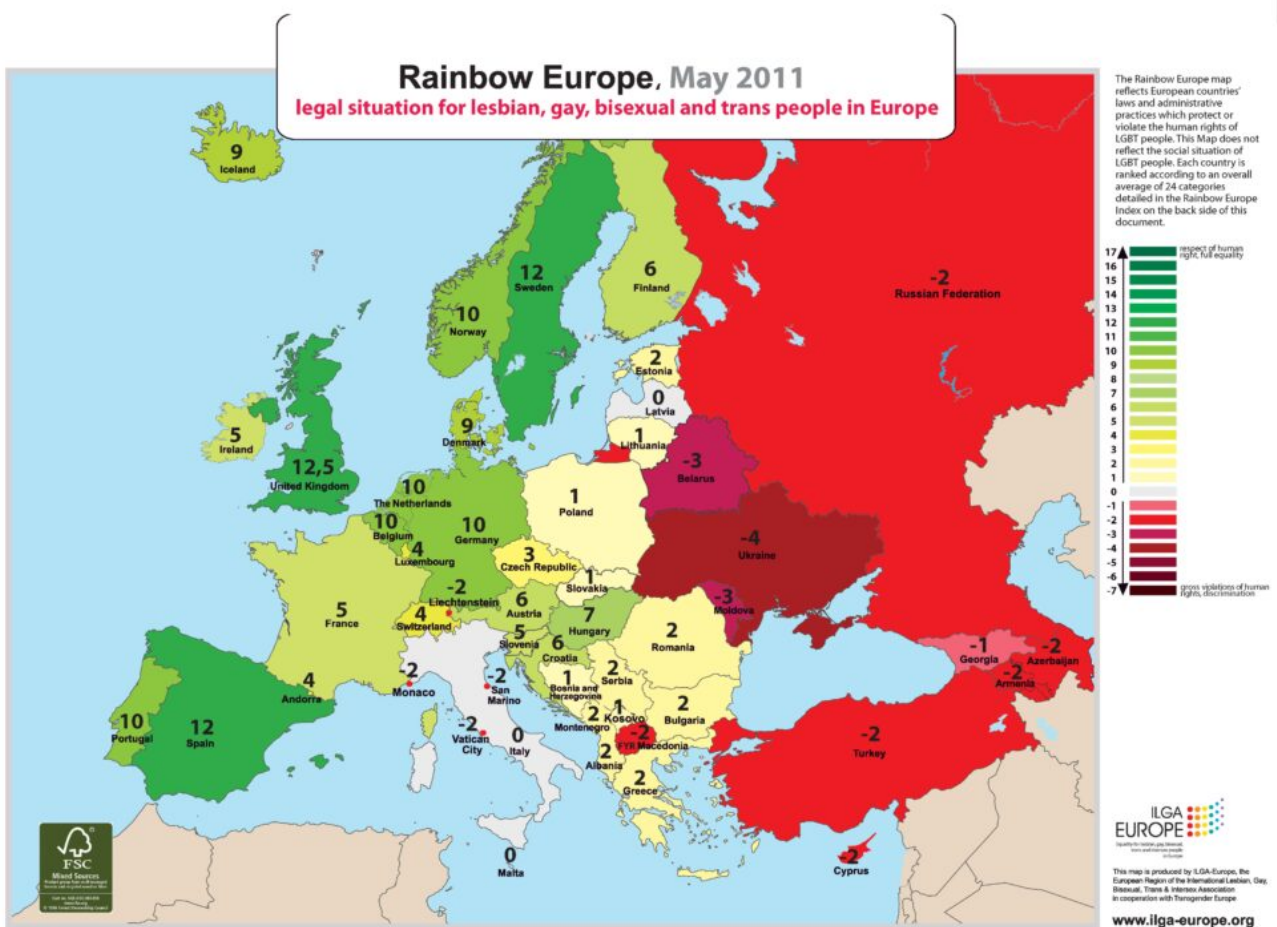 Rainbow Europe, May 2011
legal situation for lesbian, gay, bisexual and trans people in Europe
The Rainbow Europe map
reflects European countries'
laws and administrative
practices which protect or
violate the human rights of
LGBT people. This Map does not
reflect the social situation of
LGBT people. Each country is
ranked according to an overall
average of 24 categories
detailed in the Rainbow Europe
Index on the back side of this
document.
17
respect of human
right, full equality
16
15
14
13
12
11
10
9
8
7
6
5
4
3
2
1
0
-1
-2
-3
-4
-5
-6
-7
gross violations of human
rights, discrimination
9
Iceland
12
Sweden
6
Finland
10
Norway
-2
Russian Federation
2
Estonia
0
Latvia
1
Lithuania
9
Denmark
5
Ireland
12,5
United Kingdom
-3
Belarus
10
The Netherlands
10
Belgium
10
Germany
1
Poland
4
Luxembourg
3
Czech Republic
-4
Ukraine
1
Slovakia
-2
Liechtenstein
6
Austria
7
Hungary
-3
Moldova
5
France
4
Switzerland
5
Slovenia
6
Croatia
2
Romania
-1
Georgia
-2
Azerbaijan
-2
Armenia
4
Andorra
-2
Monaco
-2
San
Marino
1
Bosnia and
Herzegovina
2
Serbia
10
Portugal
12
Spain
-2
Vatican
City
0
Italy
2
Montenegro
1
Kosovo
2
Bulgaria
-2
FYR Macedonia
2
Albania
2
Greece
-2
Turkey
0
Malta
-2
Cyprus
FSC
Mixed Sources
ILGA
EUROPE
Equality for lesbian, gay, bisexual,
trans and intersex people
in Europe
This map is produced by ILGA-Europe, the
European Region of the International Lesbian, Gay,
Bisexual, Trans & Intersex Association
in cooperation with Transgender Europe
www.ilga-europe.org